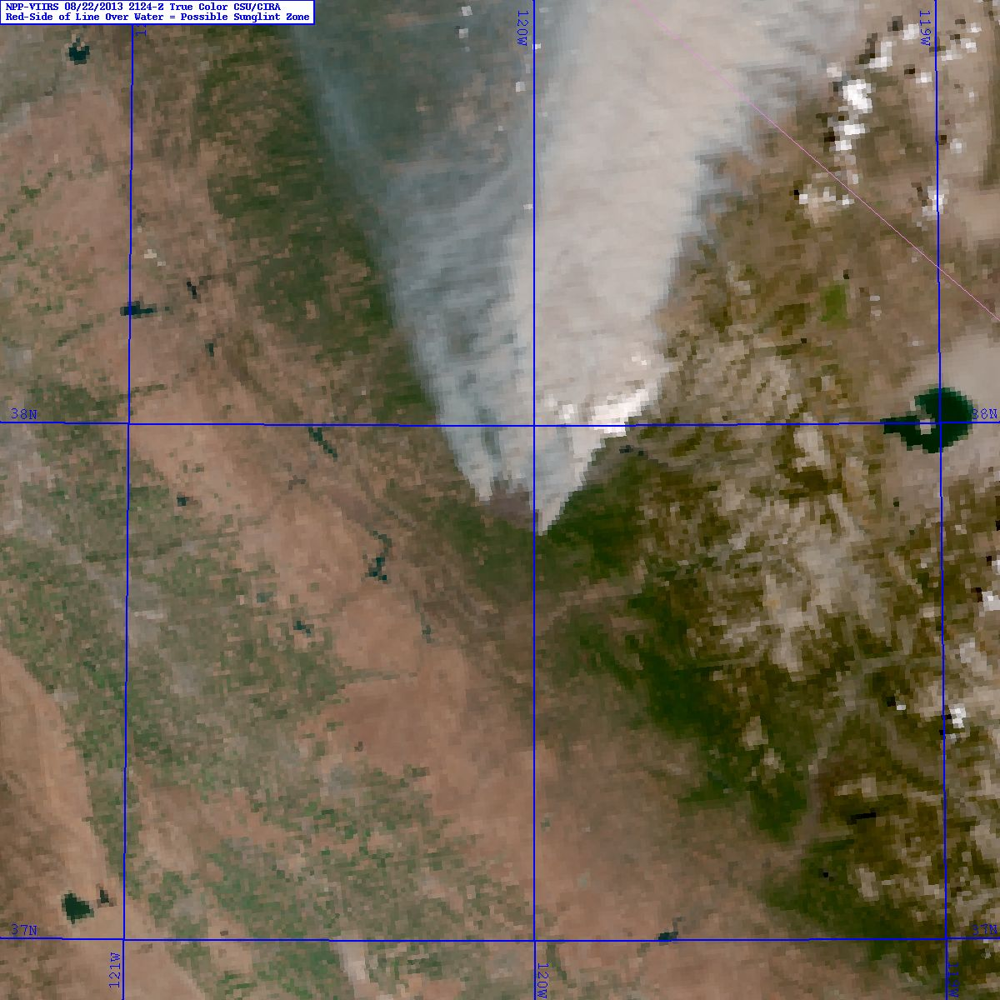 NPP-VIIRS 08/22/2013 2124-Z True Color CSU/CIRA
Red-Side of Line Over Water = Possible Sunglint Zone
120W
119W
38N
38N
37N
37N
121W
120W